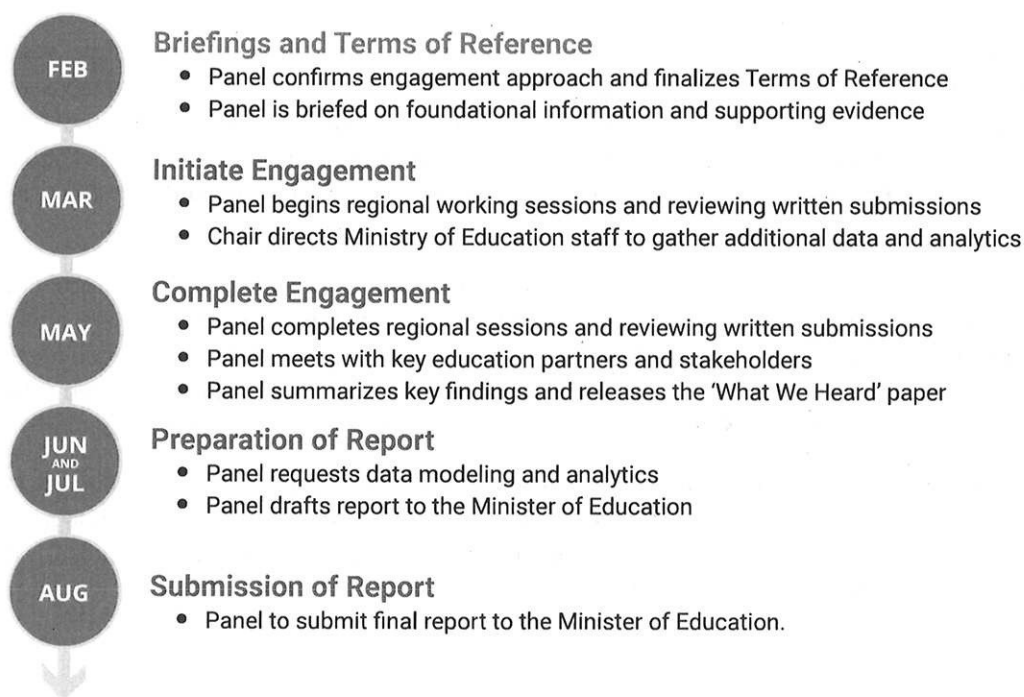 FEB
Briefings and Terms of Reference
• Panel confirms engagement approach and finalizes Terms of Reference
• Panel is briefed on foundational information and supporting evidence
MAR
Initiate Engagement
• Panel begins regional working sessions and reviewing written submissions
• Chair directs Ministry of Education staff to gather additional data and analytics
MAY
Complete Engagement
• Panel completes regional sessions and reviewing written submissions
• Panel meets with key education partners and stakeholders
• Panel summarizes key findings and releases the ‘What We Heard’ paper
JUN
AND
JUL
Preparation of Report
• Panel requests data modeling and analytics
• Panel drafts report to the Minister of Education
AUG
Submission of Report
• Panel to submit final report to the Minister of Education.